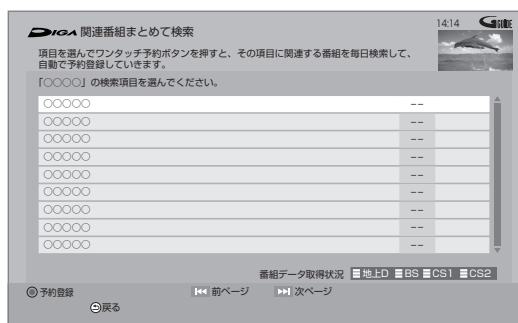 DIGA 関連番組まとめて検索
14:14 GGUIDE
項目を選んでワンタッチ予約ボタンを押すと、その項目に関連する番組を毎日検索して、
自動で予約登録していきます。
「○○○○」の検索項目を選んでください。
○○○○○ --
○○○○○ --
○○○○○ --
○○○○○ --
○○○○○ --
○○○○○ --
○○○○○ --
○○○○○ --
○○○○○ --
番組データ取得状況 地上D BS CS1 CS2
予約登録 前ページ 次ページ
戻る